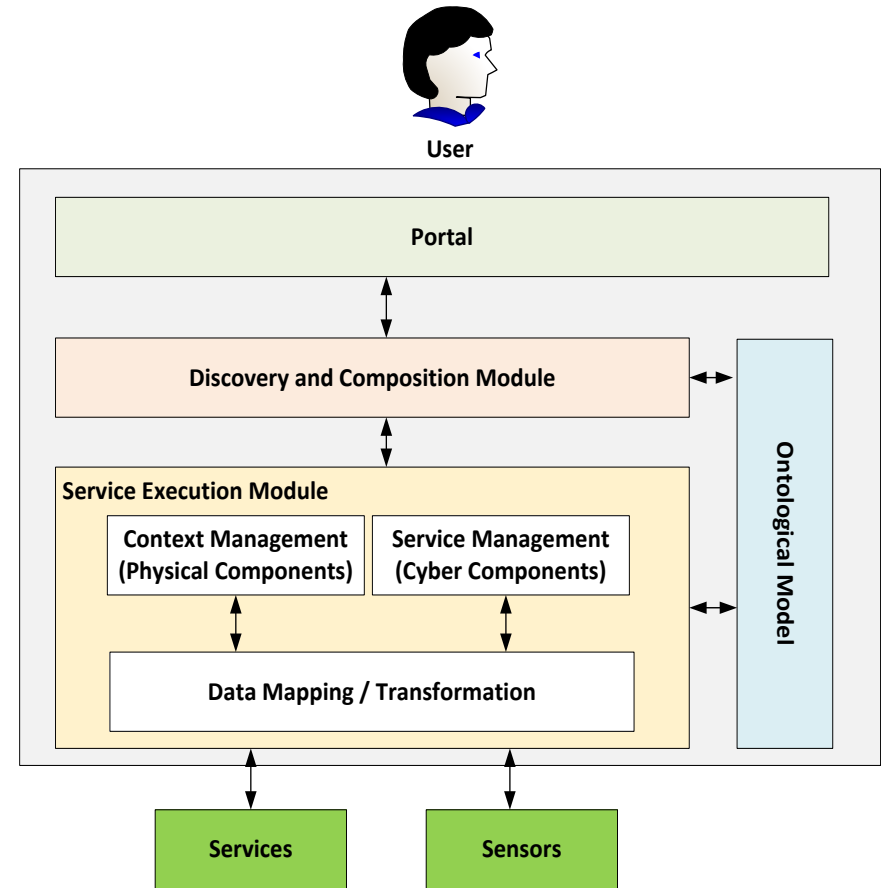 User
Portal
Discovery and Composition Module
Ontological Model
Service Execution Module
Context Management
(Physical Components)
Service Management
(Cyber Components)
Data Mapping / Transformation
Services
Sensors